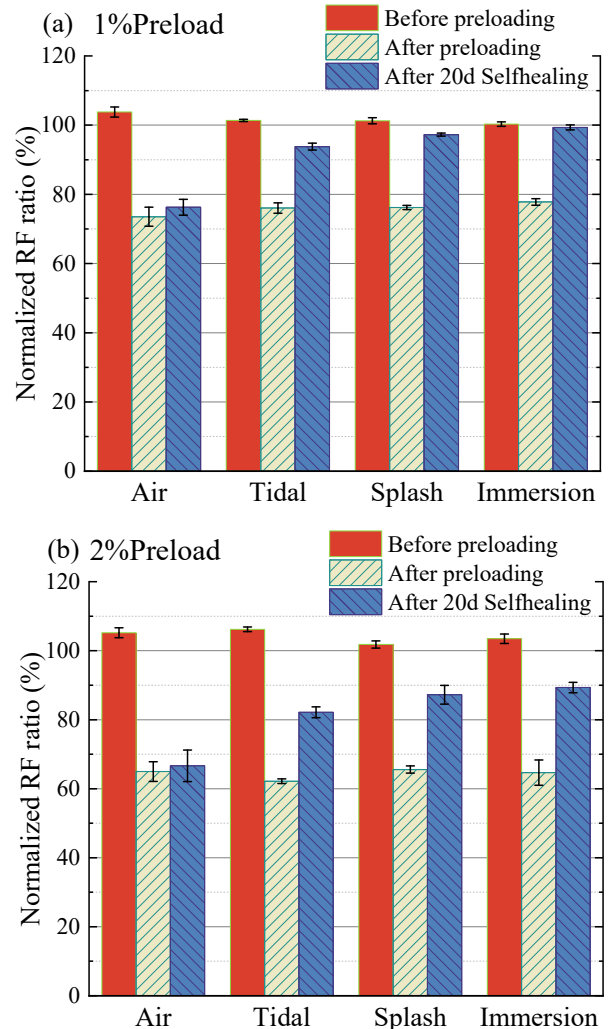 (a) 1%Preload
Before preloading
After preloading
After 20d Selfhealing
120
100
80
60
40
20
0
Normalized RF ratio (%)
Air Tidal Splash Immersion
(b) 2%Preload
Before preloading
After preloading
After 20d Selfhealing
120
100
80
60
40
20
0
Normalized RF ratio (%)
Air Tidal Splash Immersion